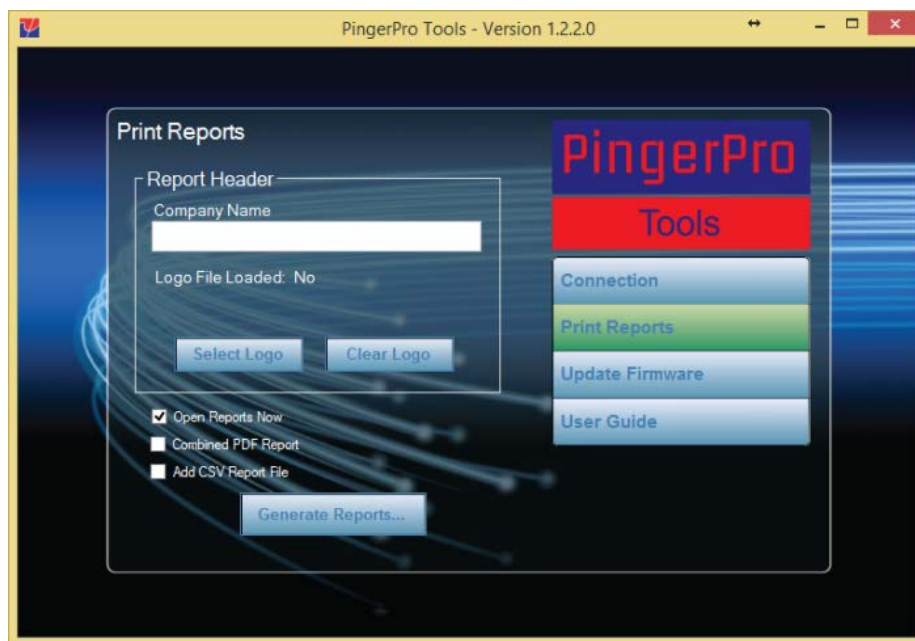 PingerPro Tools - Version 1.2.2.0
Print Reports
Report Header
Company Name
Logo File Loaded: No
Select Logo
Clear Logo
Open Reports Now
Combined PDF Report
Add CSV Report File
Generate Reports...
PingerPro
Tools
Connection
Print Reports
Update Firmware
User Guide